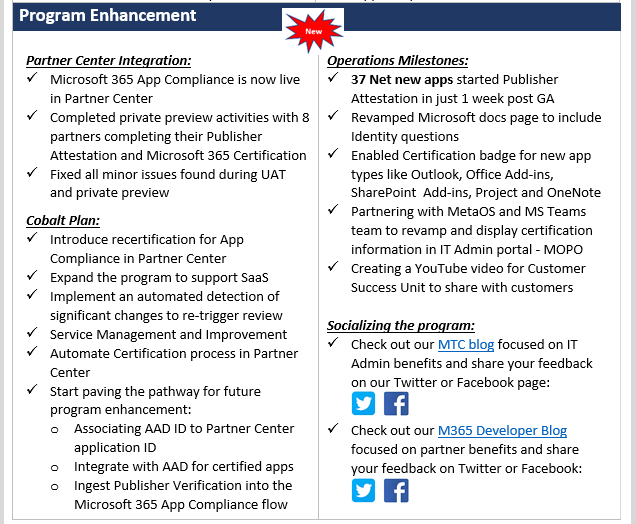 Program Enhancement
New
Partner Center Integration:
✓ Microsoft 365 App Compliance is now live
in Partner Center
✓ Completed private preview activities with 8
partners completing their Publisher
Attestation and Microsoft 365 Certification
✓ Fixed all minor issues found during UAT
and private preview
Cobalt Plan:
✓ Introduce recertification for App
Compliance in Partner Center
✓ Expand the program to support SaaS
✓ Implement an automated detection of
significant changes to re-trigger review
✓ Service Management and Improvement
✓ Automate Certification process in Partner
Center
✓ Start paving the pathway for future
program enhancement:
o Associating AAD ID to Partner Center
application ID
o Integrate with AAD for certified apps
o Ingest Publisher Verification into the
Microsoft 365 App Compliance flow
Operations Milestones:
✓ 37 Net new apps started Publisher
Attestation in just 1 week post GA
✓ Revamped Microsoft docs page to include
Identity questions
✓ Enabled Certification badge for new app
types like Outlook, Office Add-ins,
SharePoint Add-ins, Project and OneNote
✓ Partnering with MetaOS and MS Teams
team to revamp and display certification
information in IT Admin portal - MOPO
✓ Creating a YouTube video for Customer
Success Unit to share with customers
Socializing the program:
✓ Check out our MTC blog focused on IT
Admin benefits and share your feedback
on our Twitter or Facebook page:
✓ Check out our M365 Developer Blog
focused on partner benefits and share
your feedback on Twitter or Facebook: